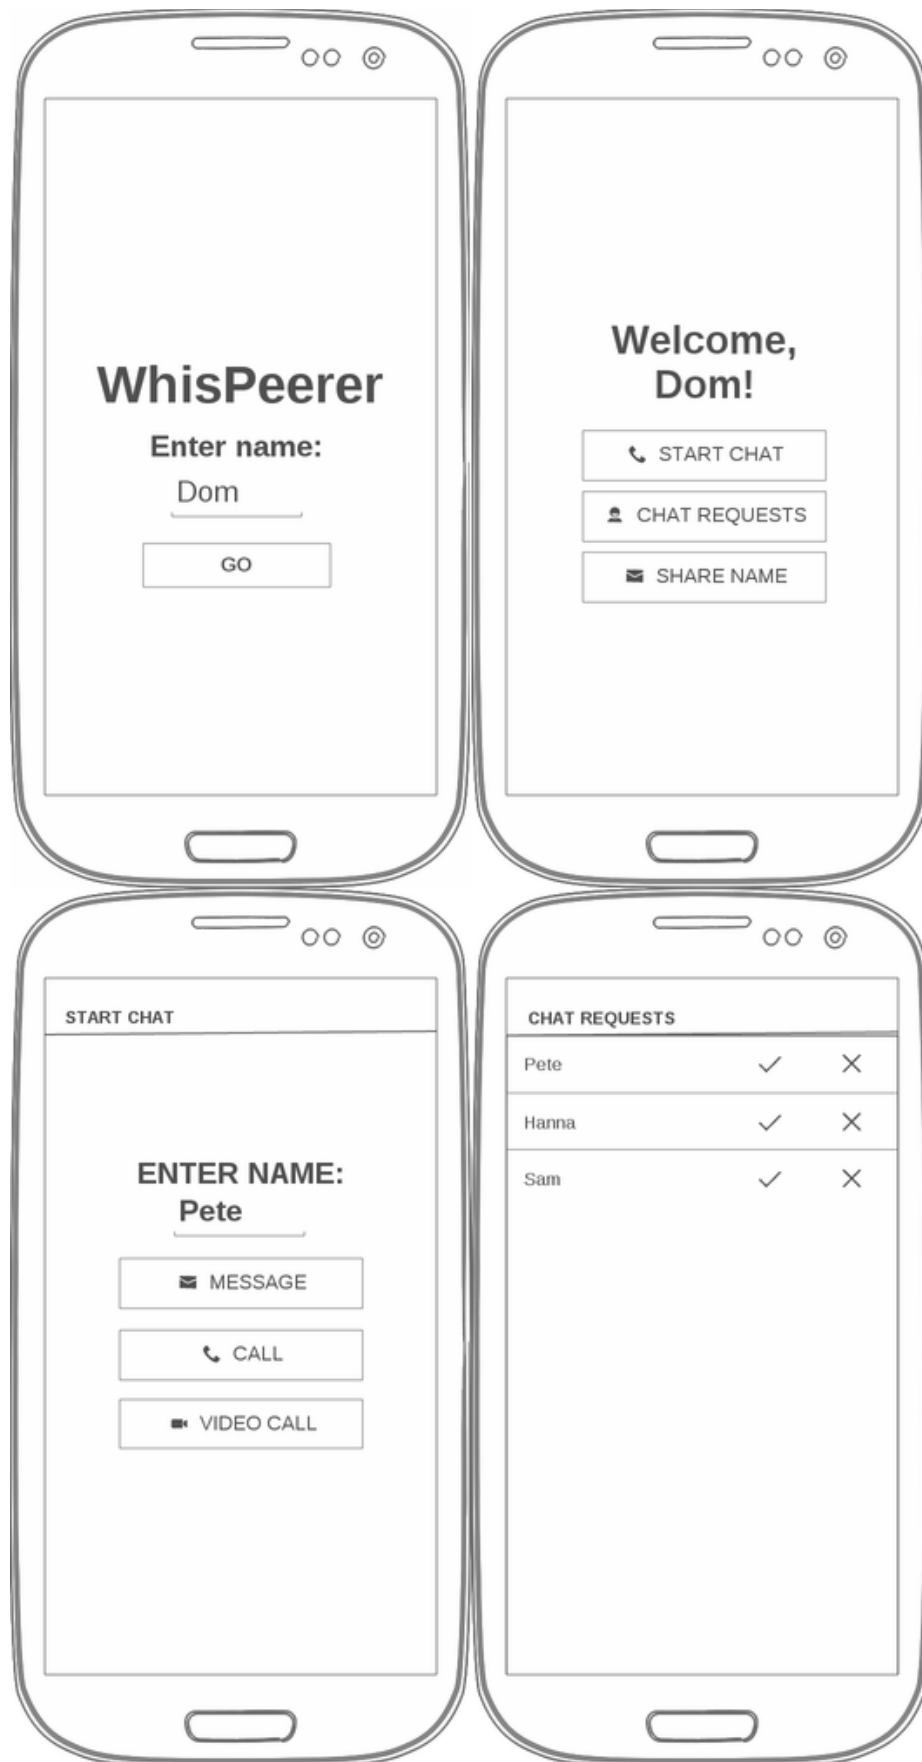 WhisPeerer
Enter name:
Dom
GO
Welcome,
Dom!
START CHAT
CHAT REQUESTS
SHARE NAME
START CHAT
ENTER NAME:
Pete
MESSAGE
CALL
VIDEO CALL
CHAT REQUESTS
Pete
Hanna
Sam